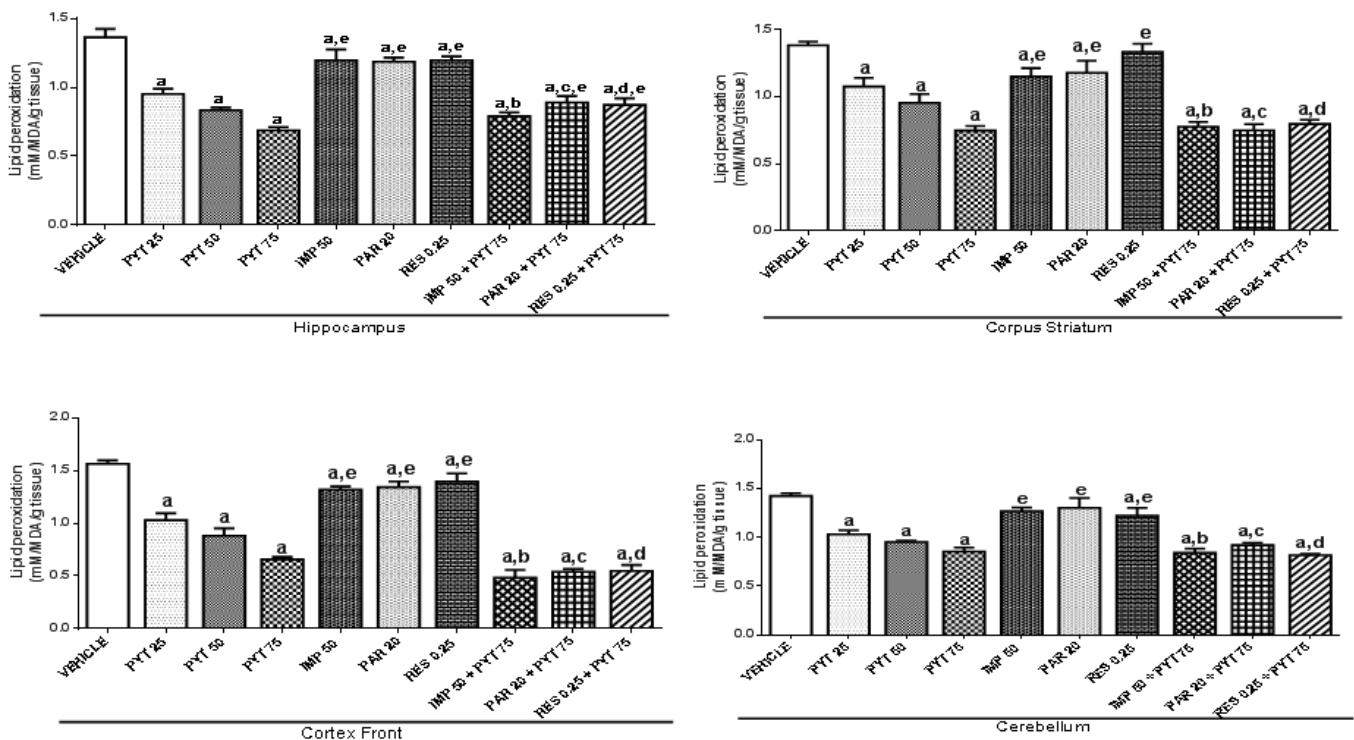 Lipid peroxidation
(mM/MDA/g tissue)
1.5
1.0
0.5
0.0
a
a
a
a,e
a,e
a,e
a,b
a,c,e
a,d,e
VEHICLE
PYT 25
PYT 50
PYT 75
IMP 50
PAR 20
RES 0.25
IMP 50 + PYT 75
PAR 20 + PYT 75
RES 0.25 + PYT 75
Hippocampus
Lipid peroxidation
(mM/MDA/g tissue)
1.5
1.0
0.5
0.0
a
a
a
a,e
a,e
e
a,b
a,c
a,d
VEHICLE
PYT 25
PYT 50
PYT 75
IMP 50
PAR 20
RES 0.25
IMP 50 + PYT 75
PAR 20 + PYT 75
RES 0.25 + PYT 75
Corpus Striatum
Lipid peroxidation
(mM/MDA/g tissue)
2.0
1.5
1.0
0.5
0.0
a
a
a
a,e
a,e
a,e
a,b
a,c
a,d
VEHICLE
PYT 25
PYT 50
PYT 75
IMP 50
PAR 20
RES 0.25
IMP 50 + PYT 75
PAR 20 + PYT 75
RES 0.25 + PYT 75
Cortex Front
Lipid peroxidation
(mM/MDA/g tissue)
2.0
1.5
1.0
0.5
0.0
a
a
a
e
e
a,e
a,b
a,c
a,d
VEHICLE
PYT 25
PYT 50
PYT 75
IMP 50
PAR 20
RES 0.25
IMP 50 + PYT 75
PAR 20 + PYT 75
RES 0.25 + PYT 75
Cerebellum